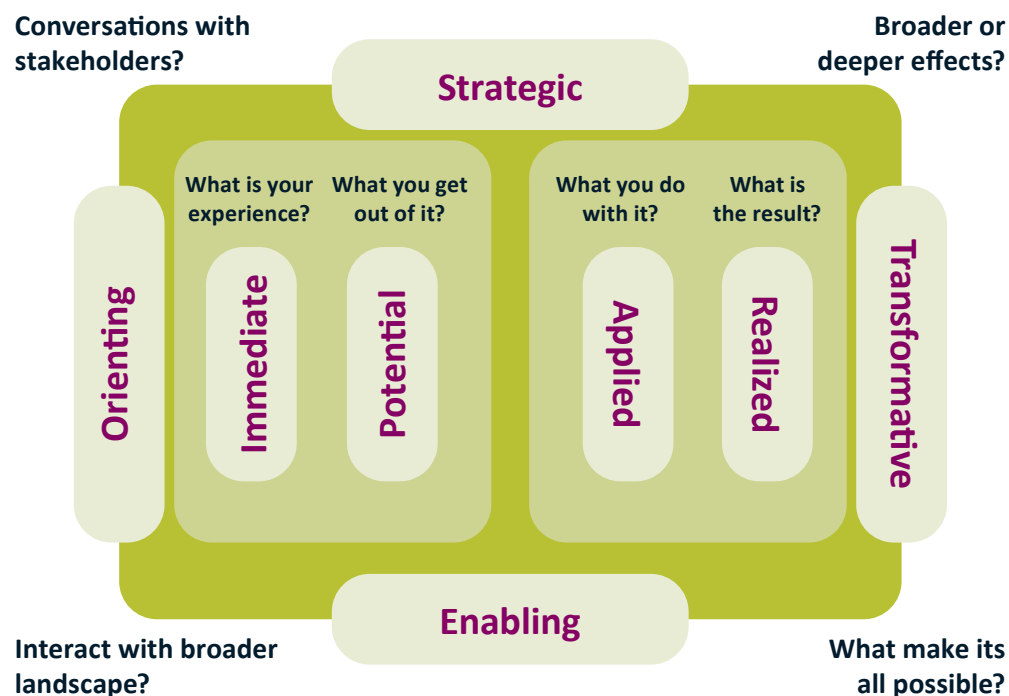 Conversations with
stakeholders?
Broader or
deeper effects?
Strategic
What is your
experience?
What you get
out of it?
What you do
with it?
What is
the result?
Orienting
Immediate
Potential
Applied
Realized
Transformative
Enabling
Interact with broader
landscape?
What make its
all possible?